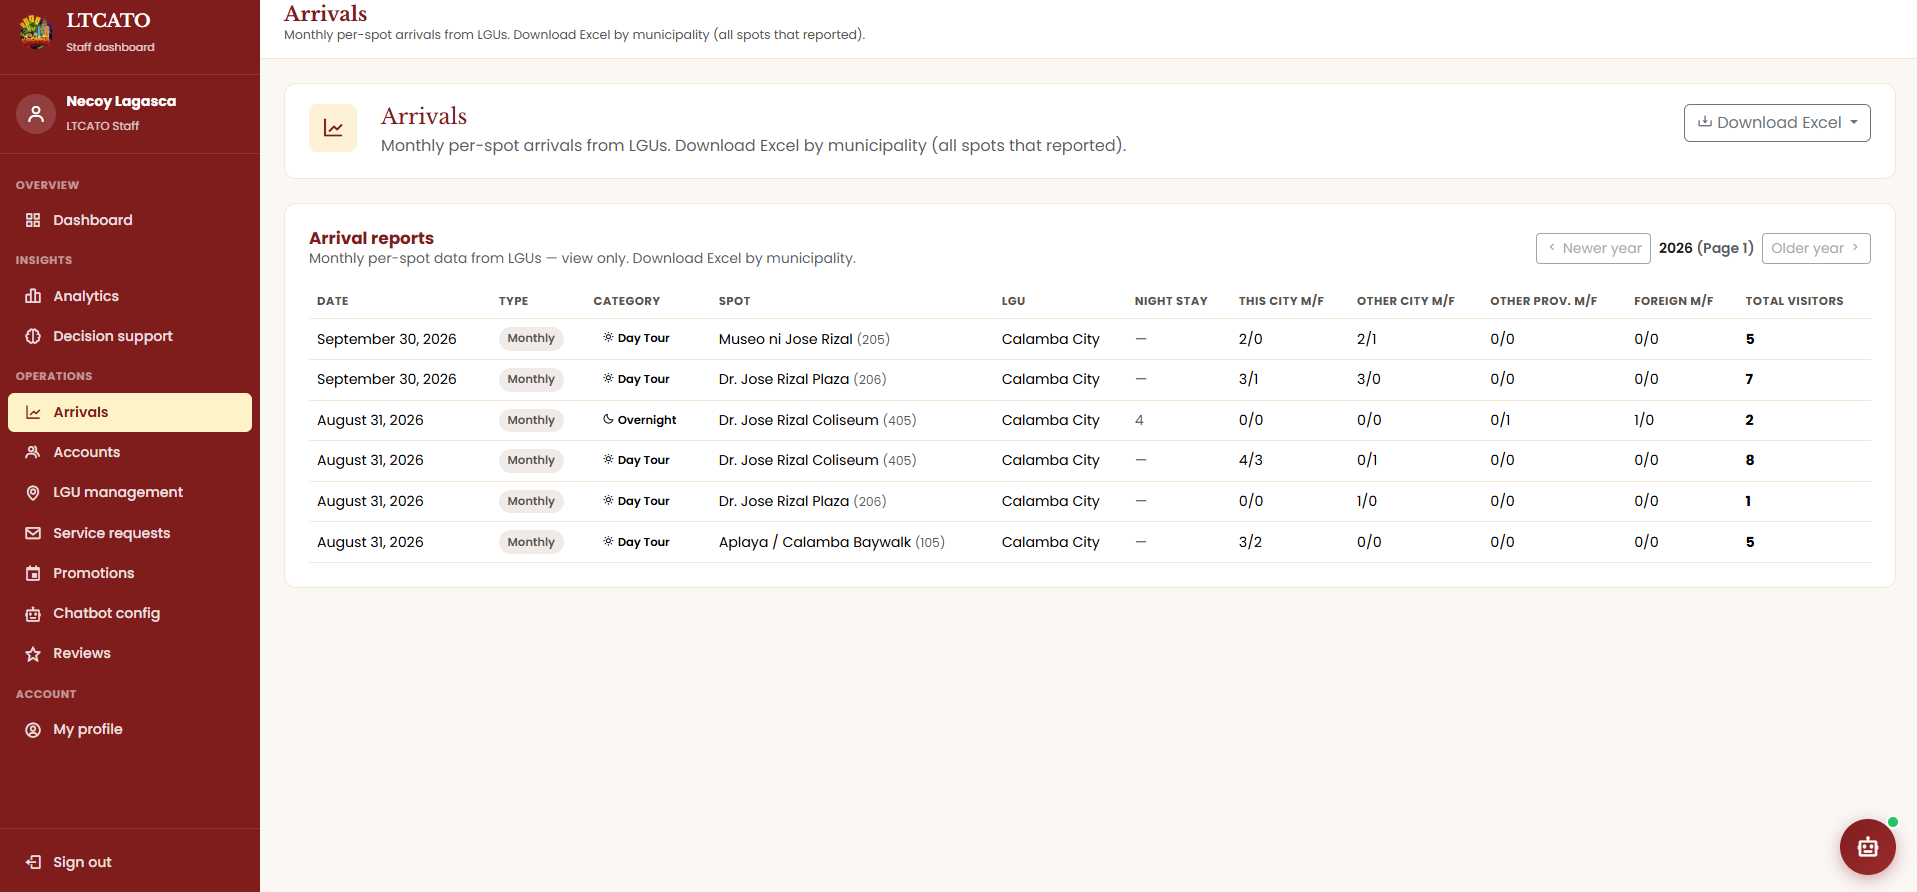 LTCATO
Staff dashboard
Necoy Lagasca
LTCATO Staff
OVERVIEW
Dashboard
INSIGHTS
Analytics
Decision support
OPERATIONS
Arrivals
Accounts
LGU management
Service requests
Promotions
Chatbot config
Reviews
ACCOUNT
My profile
Sign out
Arrivals
Monthly per-spot arrivals from LGUs. Download Excel by municipality (all spots that reported).
Arrivals
Monthly per-spot arrivals from LGUs. Download Excel by municipality (all spots that reported).
Download Excel
Arrival reports
Monthly per-spot data from LGUs — view only. Download Excel by municipality.
Newer year 2026 (Page 1) Older year
DATE TYPE CATEGORY SPOT LGU NIGHT STAY THIS CITY M/F OTHER CITY M/F OTHER PROV. M/F FOREIGN M/F TOTAL VISITORS
September 30, 2026 Monthly Day Tour Museo ni Jose Rizal (205) Calamba City — 2/0 2/1 0/0 0/0 5
September 30, 2026 Monthly Day Tour Dr. Jose Rizal Plaza (206) Calamba City — 3/1 3/0 0/0 0/0 7
August 31, 2026 Monthly Overnight Dr. Jose Rizal Coliseum (405) Calamba City 4 0/0 0/0 0/1 1/0 2
August 31, 2026 Monthly Day Tour Dr. Jose Rizal Coliseum (405) Calamba City — 4/3 0/1 0/0 0/0 8
August 31, 2026 Monthly Day Tour Dr. Jose Rizal Plaza (206) Calamba City — 0/0 1/0 0/0 0/0 1
August 31, 2026 Monthly Day Tour Aplaya / Calamba Baywalk (105) Calamba City — 3/2 0/0 0/0 0/0 5